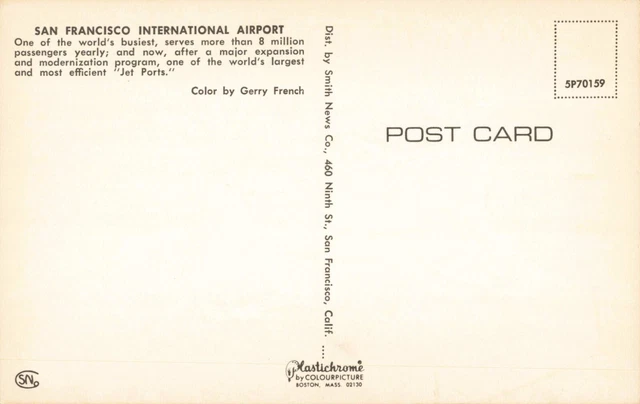 SAN FRANCISCO INTERNATIONAL AIRPORT
One of the world's busiest, serves more than 8 million
passengers yearly; and now, after a major expansion
and modernization program, one of the world's largest
and most efficient "Jet Ports."
Color by Gerry French
Dist. by Smith News Co., 460 Ninth St., San Francisco, Calif.
5P70159
POST CARD
Plastichrome
by COLOURPICTURE
BOSTON, MASS. 02130
SN